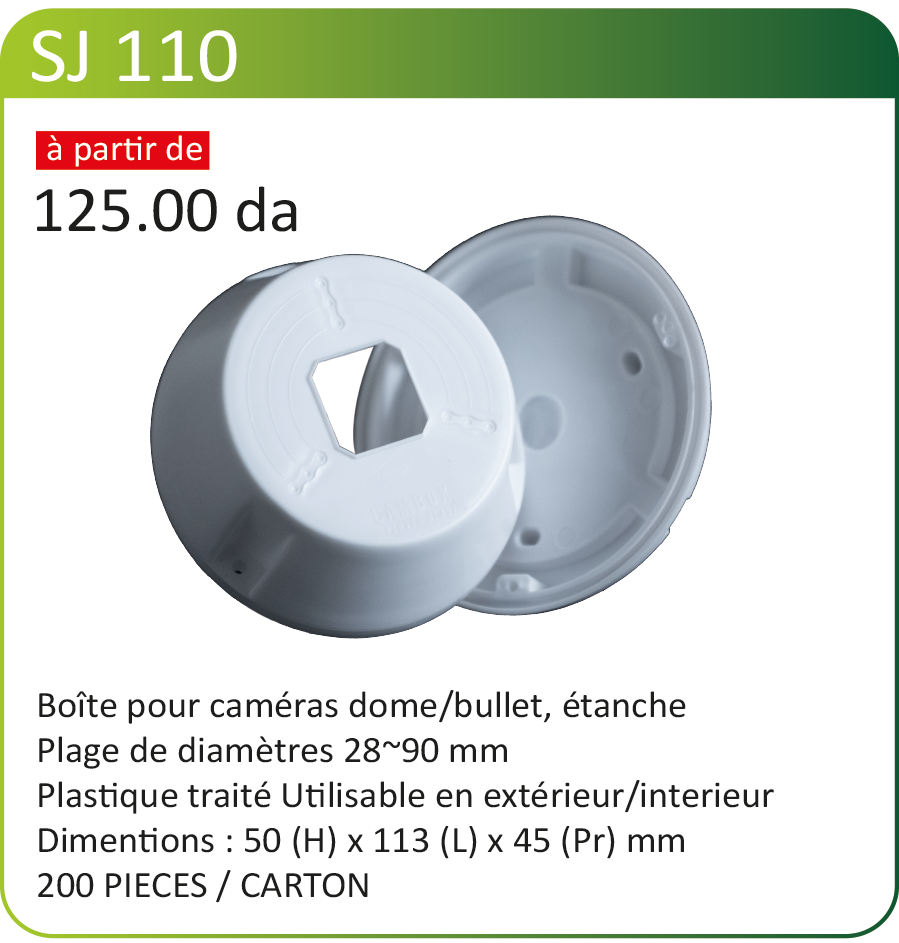 SJ 110
à partir de
125.00 da
Boîte pour caméras dome/bullet, étanche
Plage de diamètres 28~90 mm
Plastique traité Utilisable en extérieur/interieur
Dimentions : 50 (H) x 113 (L) x 45 (Pr) mm
200 PIECES / CARTON